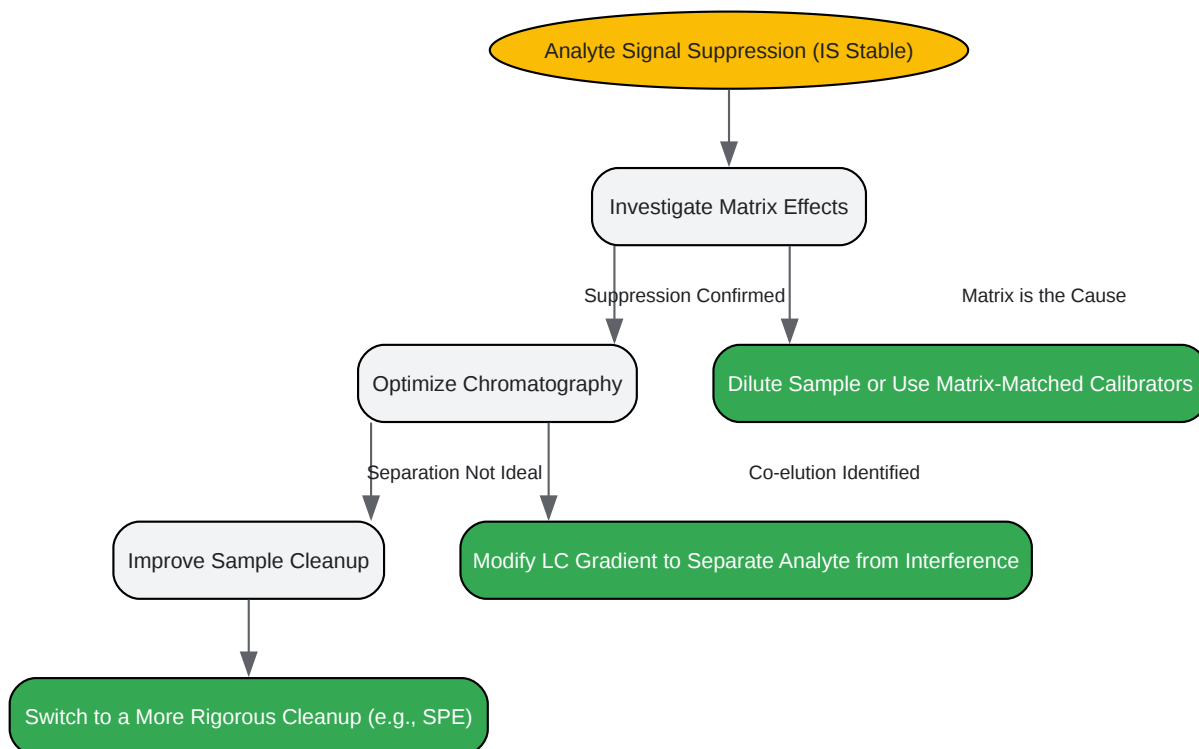 Analyte Signal Suppression (IS Stable)
Investigate Matrix Effects
Suppression Confirmed
Matrix is the Cause
Optimize Chromatography
Dilute Sample or Use Matrix-Matched Calibrators
Separation Not Ideal
Co-elution Identified
Improve Sample Cleanup
Modify LC Gradient to Separate Analyte from Interference
Switch to a More Rigorous Cleanup (e.g., SPE)